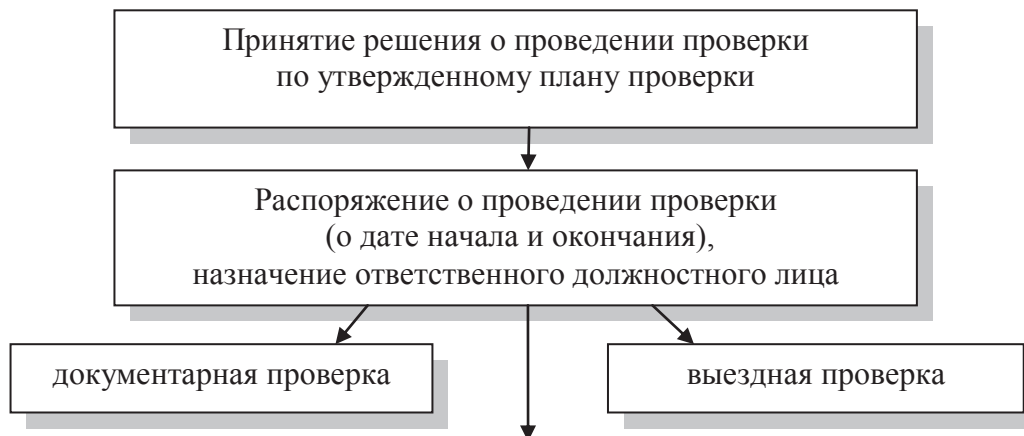 Принятие решения о проведении проверки
по утвержденному плану проверки
Распоряжение о проведении проверки
(о дате начала и окончания),
назначение ответственного должностного лица
документарная проверка
выездная проверка